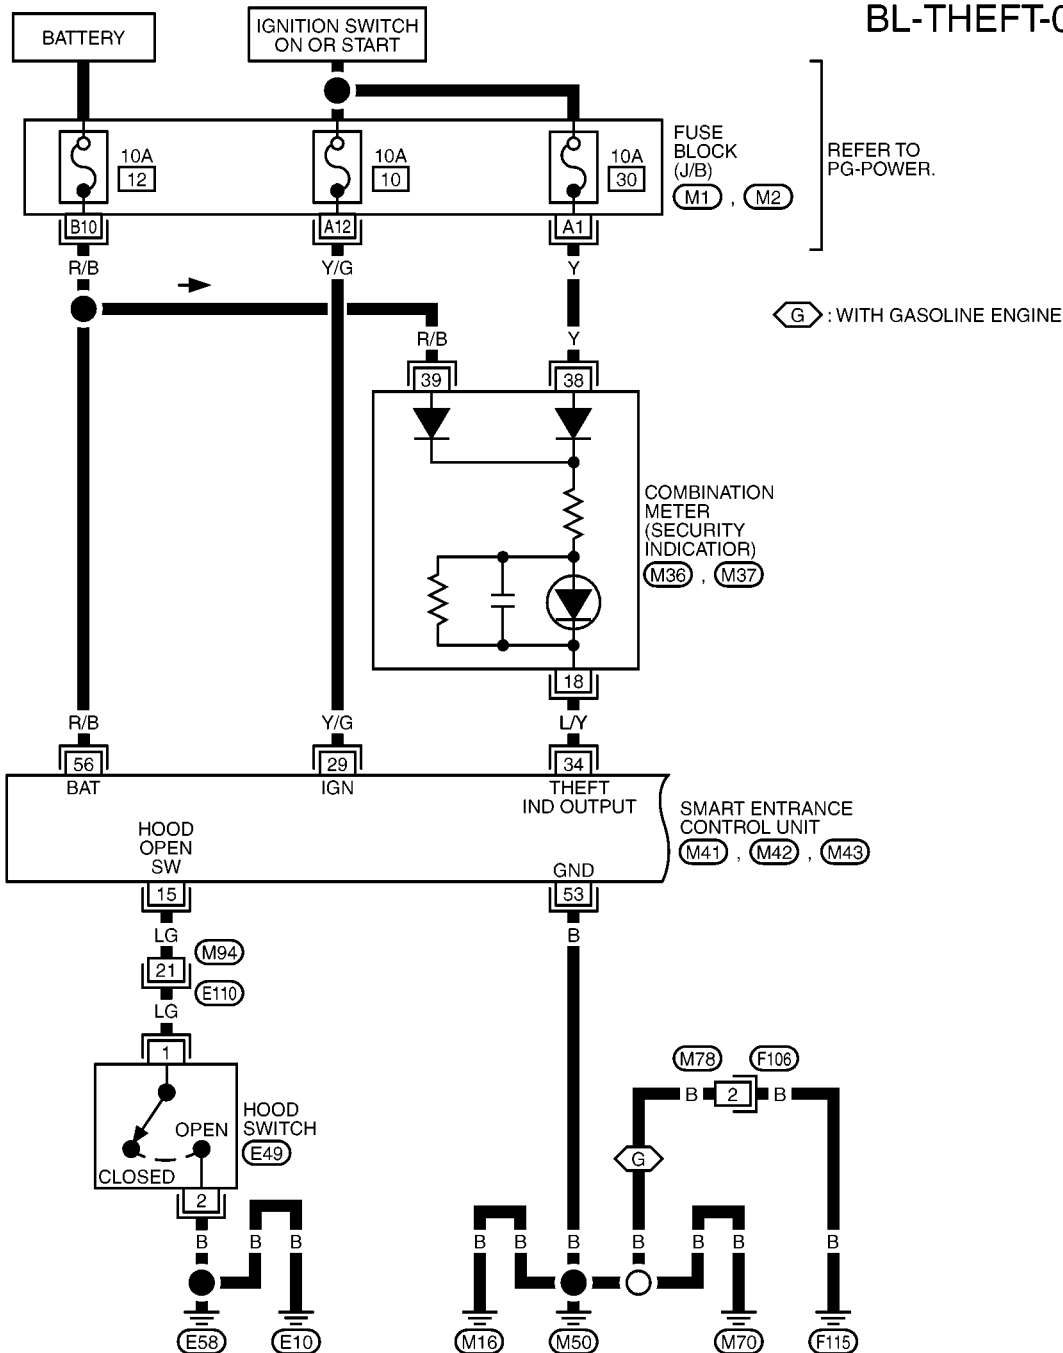 BL-THEFT-0
BATTERY
IGNITION SWITCH
ON OR START
10A
12
10A
10
10A
30
FUSE
BLOCK
(J/B)
M1 , M2
REFER TO
PG-POWER.
B10
A12
A1
R/B
Y/G
Y
G : WITH GASOLINE ENGINE
R/B
Y
39
38
COMBINATION
METER
(SECURITY
INDICATIOR)
M36 , M37
18
R/B
Y/G
L/Y
56
29
34
BAT
IGN
THEFT
IND OUTPUT
SMART ENTRANCE
CONTROL UNIT
M41 , M42 , M43
HOOD
OPEN
SW
GND
15
53
LG
B
M94
21
E110
LG
1
M78
F106
B
2
B
HOOD
SWITCH
E49
OPEN
CLOSED
G
2
B
B
B
B
B
B
B
B
B
B
E58
E10
M16
M50
M70
F115